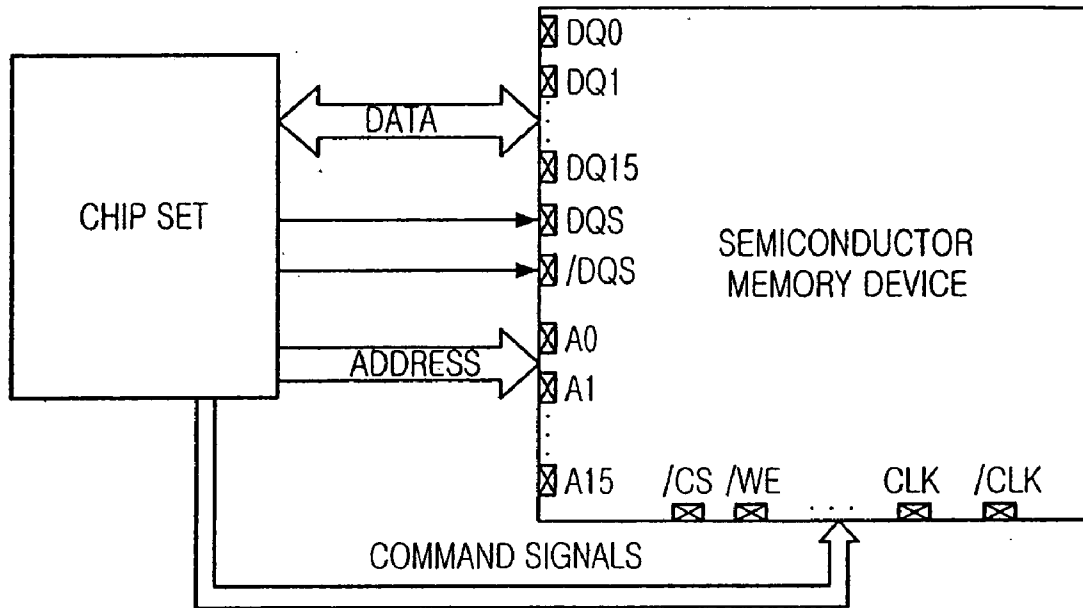 DQ0
DQ1
DATA
DQ15
CHIP SET
DQS
/DQS
SEMICONDUCTOR
MEMORY DEVICE
A0
ADDRESS
A1
A15
/CS /WE ... CLK /CLK
COMMAND SIGNALS